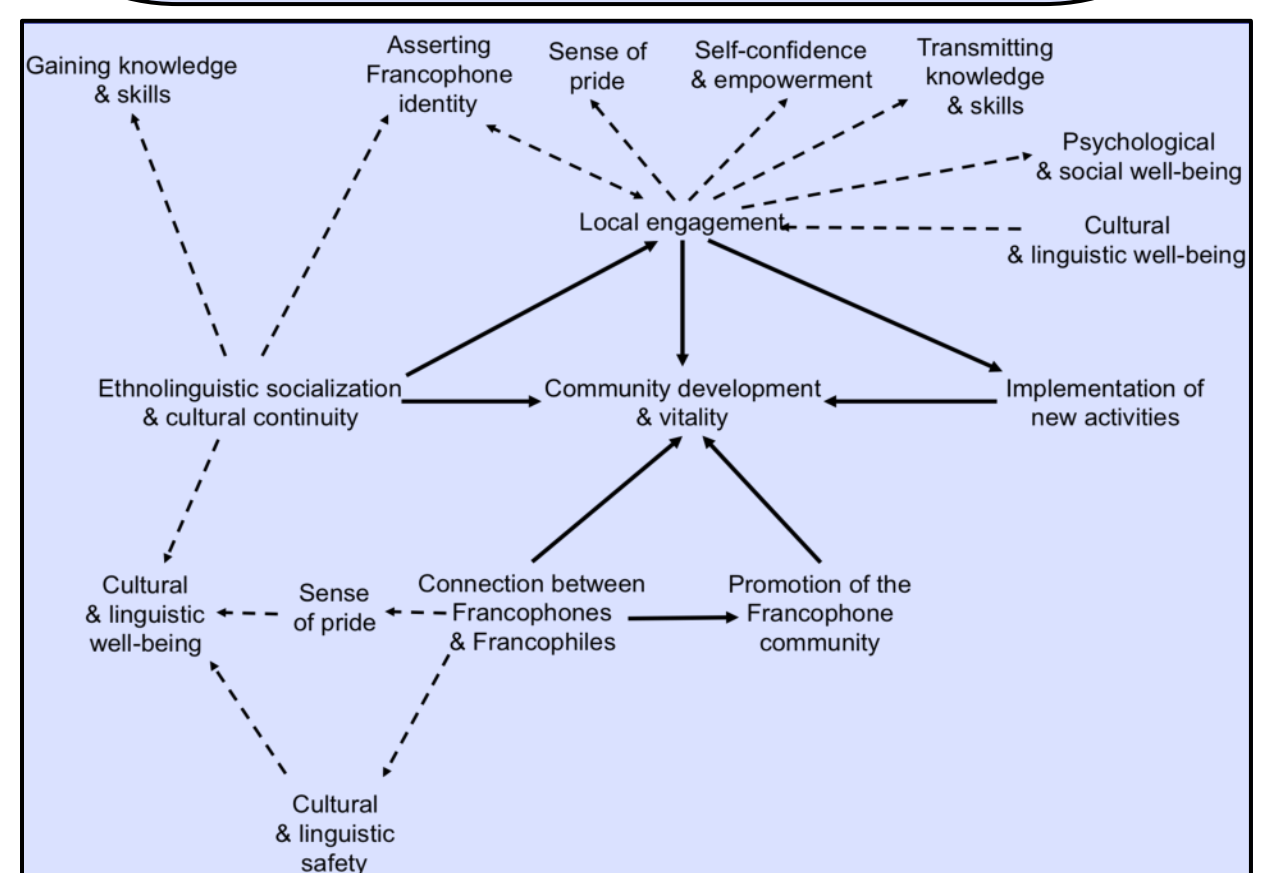 Gaining knowledge
& skills
Asserting
Francophone
identity
Sense of
pride
Self-confidence
& empowerment
Transmitting
knowledge
& skills
Psychological
& social well-being
Local engagement
Cultural
& linguistic well-being
Ethnolinguistic socialization
& cultural continuity
Community development
& vitality
Implementation of
new activities
Cultural
& linguistic
well-being
Sense
of pride
Connection between
Francophones
& Francophiles
Promotion of the
Francophone
community
Cultural
& linguistic
safety